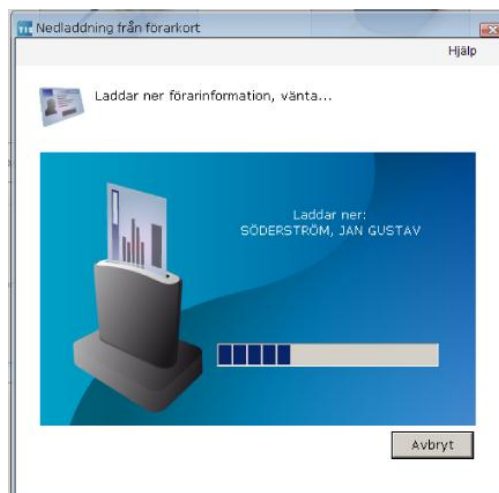 Nedladdning från förarkort
Hjälp
Laddar ner förarinformation, vänta...
Laddar ner:
SÖDERSTRÖM, JAN GUSTAV
Avbryt